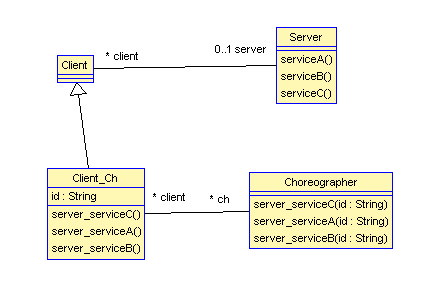 Server
* client
0..1 server
Client
serviceA()
serviceB()
serviceC()
Client_Ch
id : String
server_serviceC()
server_serviceA()
server_serviceB()
* client
* ch
Choreographer
server_serviceC(id : String)
server_serviceA(id : String)
server_serviceB(id : String)